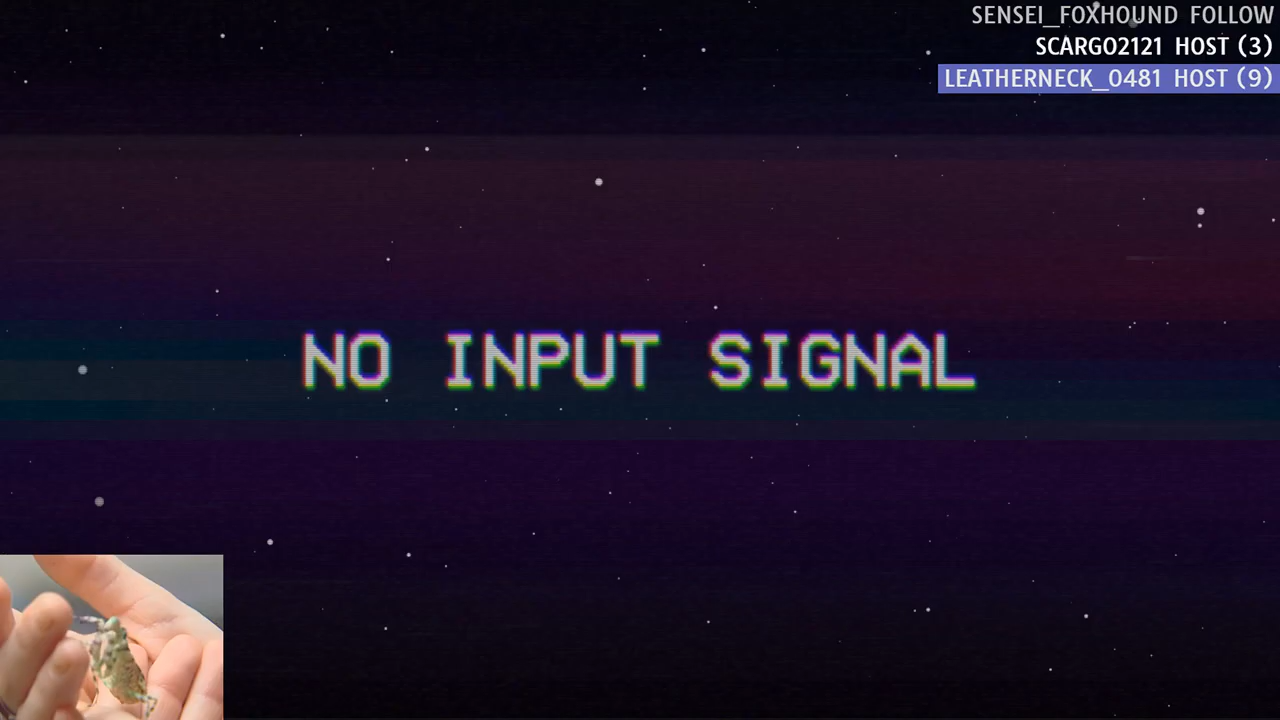 SENSEI_FOXHOUND FOLLOW
SCARGO2121 HOST (3)
LEATHERNECK_0481 HOST (9)
NO INPUT SIGNAL